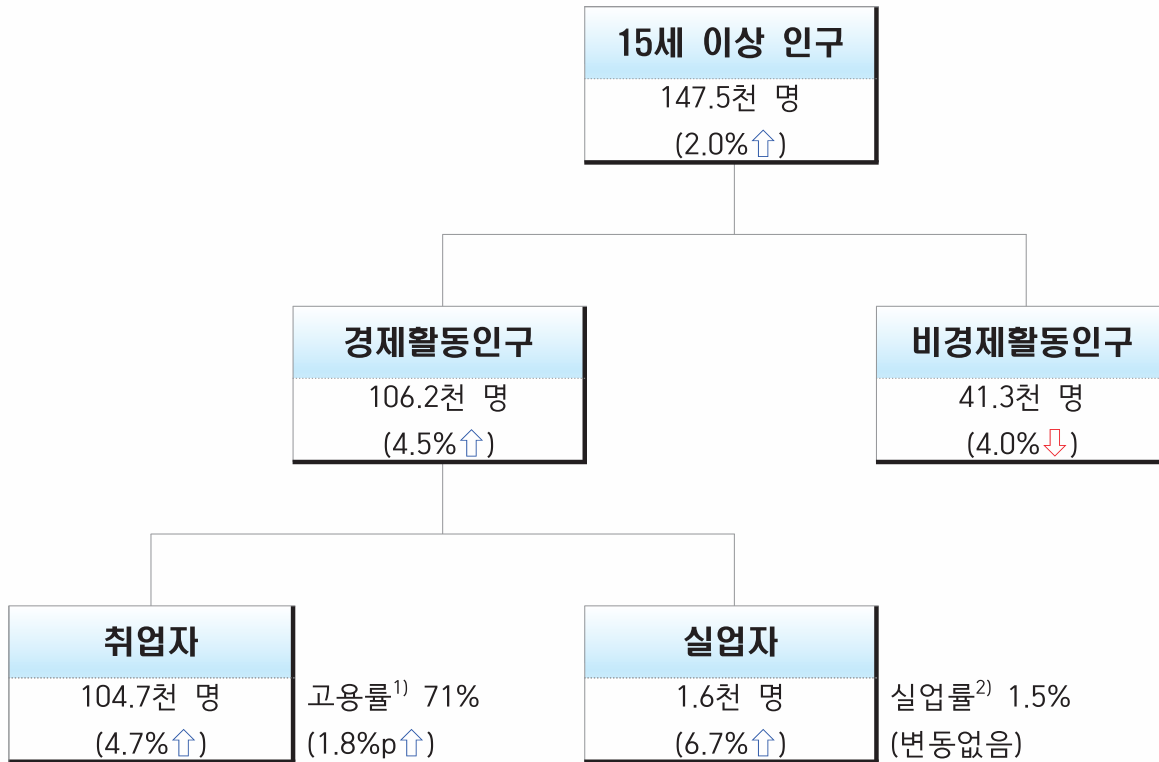 15세 이상 인구
147.5천 명
(2.0%⇧)
경제활동인구
106.2천 명
(4.5%⇧)
비경제활동인구
41.3천 명
(4.0%⇩)
취업자
104.7천 명
(4.7%⇧)
고용률1) 71%
(1.8%p⇧)
실업자
1.6천 명
(6.7%⇧)
실업률2) 1.5%
(변동없음)